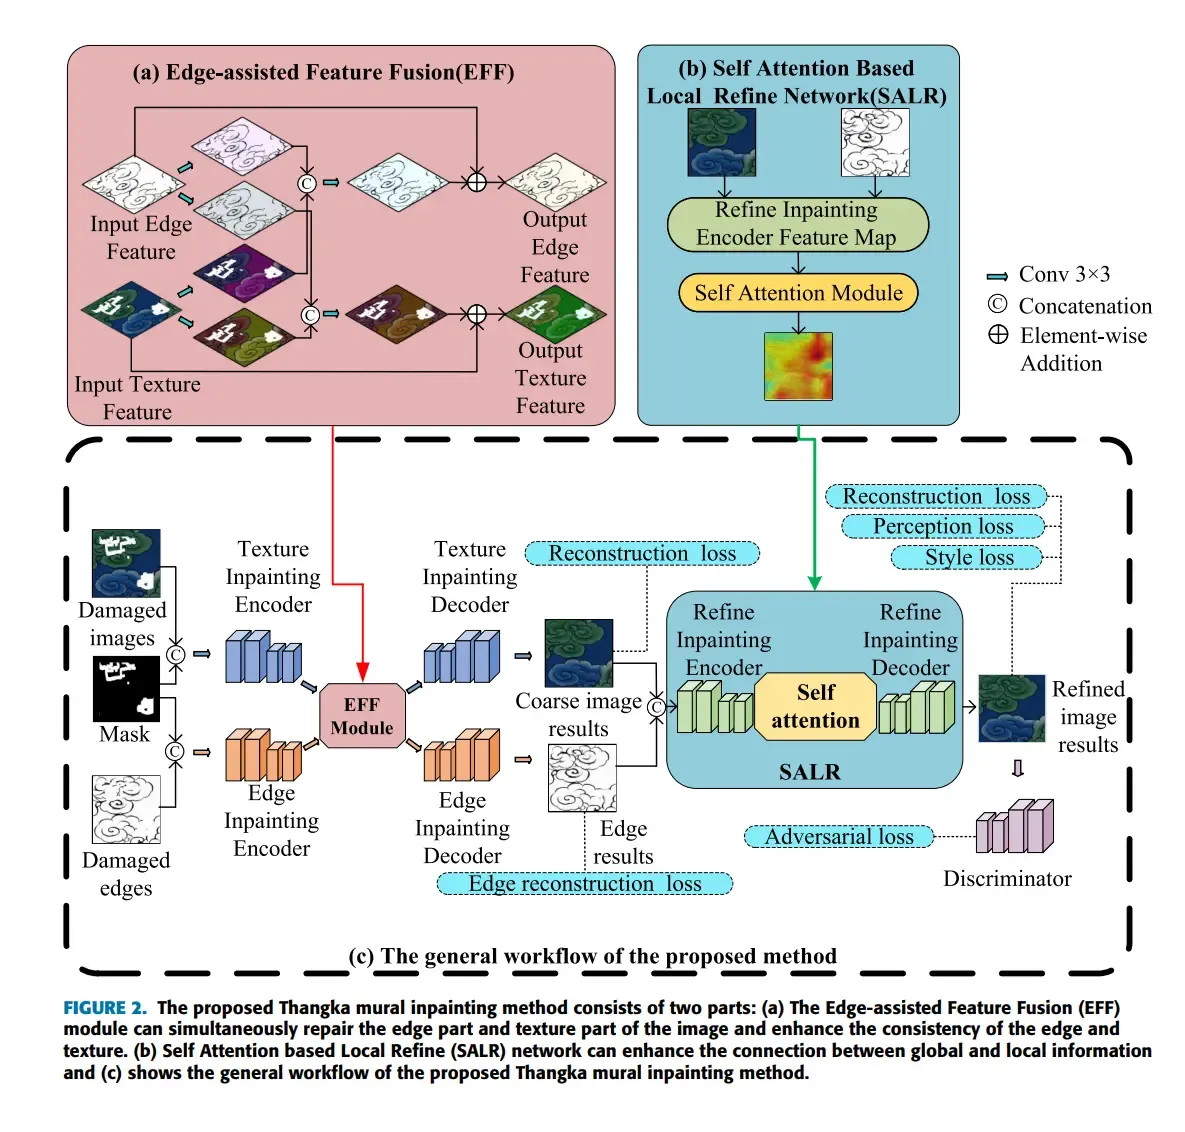 (a) Edge-assisted Feature Fusion(EFF)
C
Input Edge
Feature
Output
Edge
Feature
C
Input Texture
Feature
Output
Texture
Feature
(b) Self Attention Based
Local Refine Network(SALR)
Refine Inpainting
Encoder Feature Map
Self Attention Module
Conv 3×3
C Concatenation
Element-wise
Addition
Damaged
images
C
Mask
C
Damaged
edges
Texture
Inpainting
Encoder
Edge
Inpainting
Encoder
EFF
Module
Texture
Inpainting
Decoder
Edge
Inpainting
Decoder
Reconstruction loss
Coarse image
results
C
Edge
results
Edge reconstruction loss
Refine
Inpainting
Encoder
Self
attention
Refine
Inpainting
Decoder
SALR
Reconstruction loss
Perception loss
Style loss
Refined
image
results
Adversarial loss
Discriminator
(c) The general workflow of the proposed method
FIGURE 2. The proposed Thangka mural inpainting method consists of two parts: (a) The Edge-assisted Feature Fusion (EFF)
module can simultaneously repair the edge part and texture part of the image and enhance the consistency of the edge and
texture. (b) Self Attention based Local Refine (SALR) network can enhance the connection between global and local information
and (c) shows the general workflow of the proposed Thangka mural inpainting method.